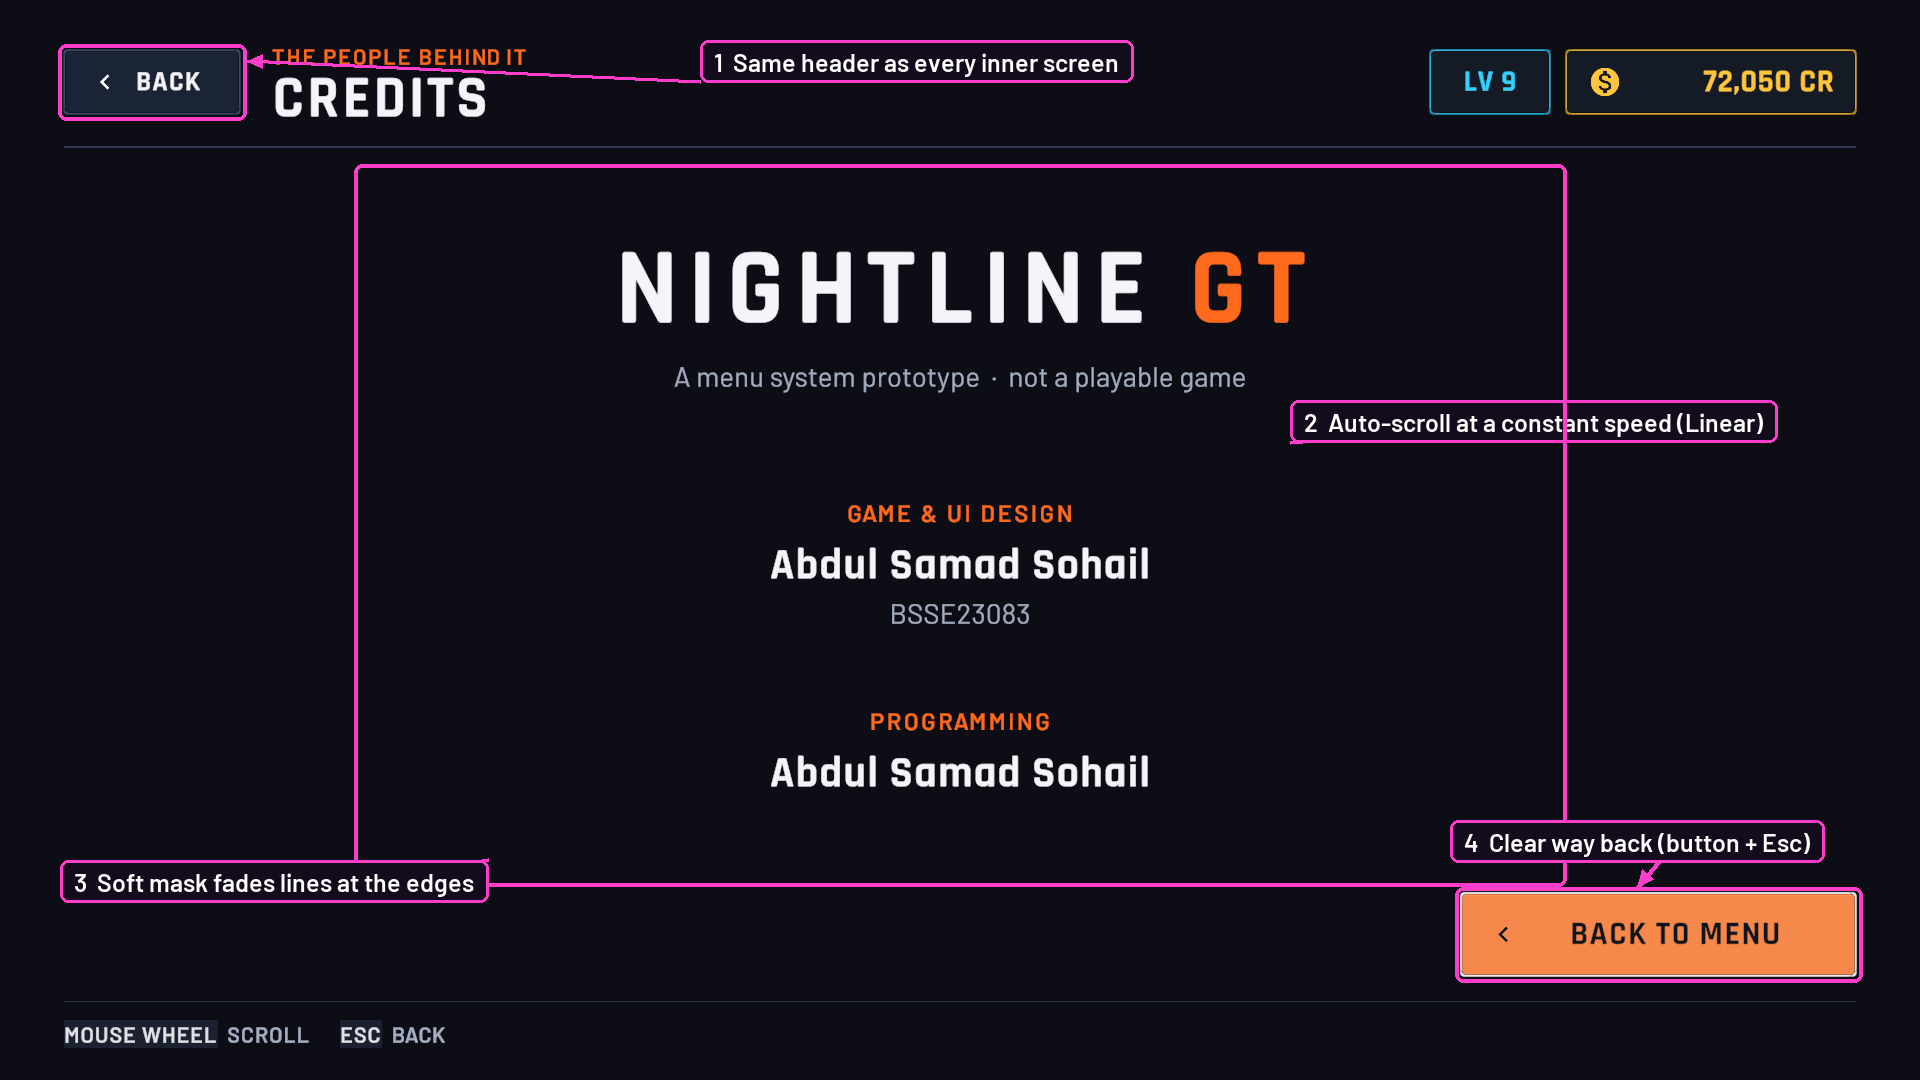 BACK
THE PEOPLE BEHIND IT
CREDITS
1 Same header as every inner screen
LV 9
$ 72,050 CR
NIGHTLINE GT
A menu system prototype · not a playable game
2 Auto-scroll at a constant speed (Linear)
GAME & UI DESIGN
Abdul Samad Sohail
BSSE23083
PROGRAMMING
Abdul Samad Sohail
4 Clear way back (button + Esc)
3 Soft mask fades lines at the edges
BACK TO MENU
MOUSE WHEEL SCROLL ESC BACK